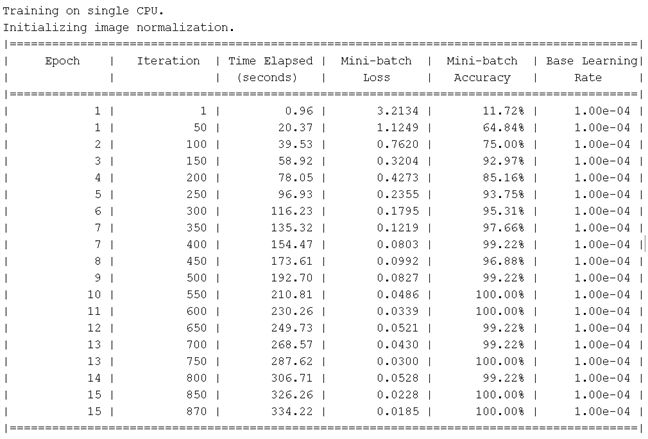 Training on single CPU.
Initializing image normalization.
|=========================================================================================|
|     Epoch    |   Iteration  | Time Elapsed |  Mini-batch  |  Mini-batch  | Base Learning|
|              |              |  (seconds)   |     Loss     |   Accuracy   |     Rate     |
|=========================================================================================|
|            1 |            1 |         0.96 |       3.2134 |       11.72% |     1.00e-04 |
|            1 |           50 |        20.37 |       1.1249 |       64.84% |     1.00e-04 |
|            2 |          100 |        39.53 |       0.7620 |       75.00% |     1.00e-04 |
|            3 |          150 |        58.92 |       0.3204 |       92.97% |     1.00e-04 |
|            4 |          200 |        78.05 |       0.4273 |       85.16% |     1.00e-04 |
|            5 |          250 |        96.93 |       0.2355 |       93.75% |     1.00e-04 |
|            6 |          300 |       116.23 |       0.1795 |       95.31% |     1.00e-04 |
|            7 |          350 |       135.32 |       0.1219 |       97.66% |     1.00e-04 |
|            7 |          400 |       154.47 |       0.0803 |       99.22% |     1.00e-04 |
|            8 |          450 |       173.61 |       0.0992 |       96.88% |     1.00e-04 |
|            9 |          500 |       192.70 |       0.0827 |       99.22% |     1.00e-04 |
|           10 |          550 |       210.81 |       0.0486 |      100.00% |     1.00e-04 |
|           11 |          600 |       230.26 |       0.0339 |      100.00% |     1.00e-04 |
|           12 |          650 |       249.73 |       0.0521 |       99.22% |     1.00e-04 |
|           13 |          700 |       268.57 |       0.0430 |       99.22% |     1.00e-04 |
|           13 |          750 |       287.62 |       0.0300 |      100.00% |     1.00e-04 |
|           14 |          800 |       306.71 |       0.0528 |       99.22% |     1.00e-04 |
|           15 |          850 |       326.26 |       0.0228 |      100.00% |     1.00e-04 |
|           15 |          870 |       334.22 |       0.0185 |      100.00% |     1.00e-04 |
|=========================================================================================|